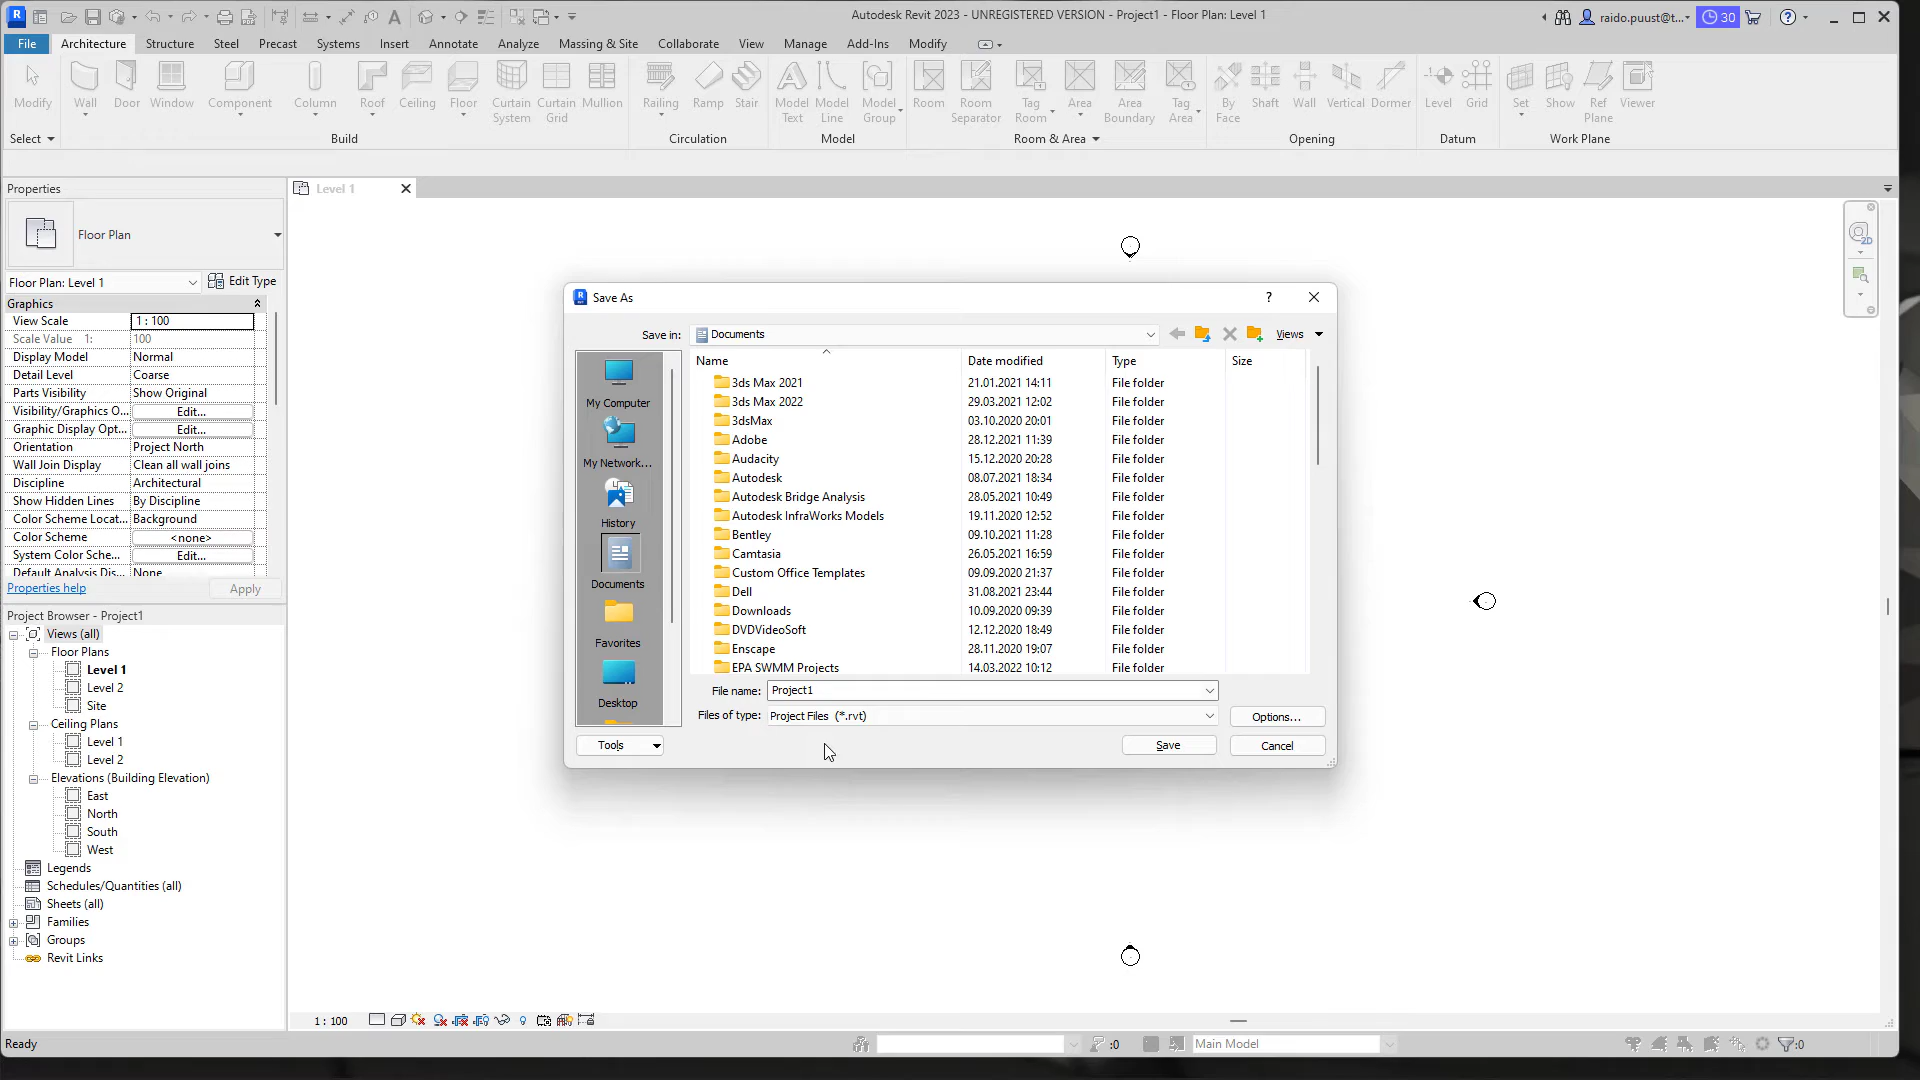 Autodesk Revit 2023 - UNREGISTERED VERSION - Project1 - Floor Plan: Level 1
raido.puust@t...
30
File Architecture Structure Steel Precast Systems Insert Annotate Analyze Massing & Site Collaborate View Manage Add-Ins Modify
Modify Wall Door Window Component Column Roof Ceiling Floor Curtain System Curtain Grid Mullion Railing Ramp Stair Model Text Model Line Model Group Room Room Separator Tag Room Area Area Boundary Tag Area By Face Shaft Wall Vertical Dormer Level Grid Set Show Ref Plane Viewer
Select Build Circulation Model Room & Area Opening Datum Work Plane
Properties
Level 1
Floor Plan
Floor Plan: Level 1 Edit Type
Graphics
View Scale 1 : 100
Scale Value 1: 100
Display Model Normal
Detail Level Coarse
Parts Visibility Show Original
Visibility/Graphics O... Edit...
Graphic Display Opt... Edit...
Orientation Project North
Wall Join Display Clean all wall joins
Discipline Architectural
Show Hidden Lines By Discipline
Color Scheme Locat... Background
Color Scheme <none>
System Color Sche... Edit...
Default Analysis Dis... None
Properties help Apply
Project Browser - Project1
Views (all)
Floor Plans
Level 1
Level 2
Site
Ceiling Plans
Level 1
Level 2
Elevations (Building Elevation)
East
North
South
West
Legends
Schedules/Quantities (all)
Sheets (all)
Families
Groups
Revit Links
Save As
Save in: Documents Views
My Computer
My Network...
History
Documents
Favorites
Desktop
Name Date modified Type Size
3ds Max 2021 21.01.2021 14:11 File folder
3ds Max 2022 29.03.2021 12:02 File folder
3dsMax 03.10.2020 20:01 File folder
Adobe 28.12.2021 11:39 File folder
Audacity 15.12.2020 20:28 File folder
Autodesk 08.07.2021 18:34 File folder
Autodesk Bridge Analysis 28.05.2021 10:49 File folder
Autodesk InfraWorks Models 19.11.2020 12:52 File folder
Bentley 09.10.2021 11:28 File folder
Camtasia 26.05.2021 16:59 File folder
Custom Office Templates 09.09.2020 21:37 File folder
Dell 31.08.2021 23:44 File folder
Downloads 10.09.2020 09:39 File folder
DVDVideoSoft 12.12.2020 18:49 File folder
Enscape 28.11.2020 19:07 File folder
EPA SWMM Projects 14.03.2022 10:12 File folder
File name: Project1
Files of type: Project Files (*.rvt) Options...
Tools Save Cancel
1 : 100
Ready :0 Main Model :0